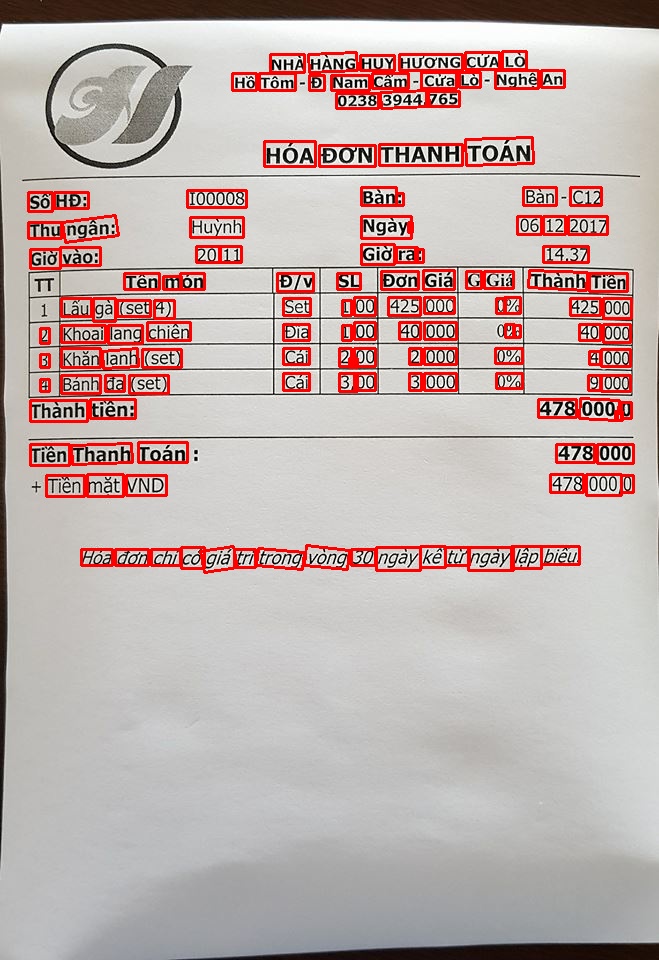 NHÀ HÀNG HUY HƯƠNG CỬA LÒ
Hồ Tôm - Đ Nam Cấm - Cửa Lò - Nghệ An
0238 3944 765
HÓA ĐƠN THANH TOÁN
Số HĐ: I00008 Bàn: Bàn - C12
Thu ngân: Huỳnh Ngày 06 12 2017
Giờ vào: 20 11 Giờ ra: 14.37
TT Tên món Đ/v SL Đơn Giá G Giá Thành Tiền
1 Lẩu gà (set 4) Set 1 00 425 000 0% 425 000
2 Khoai lang chiên Đĩa 1 00 40 000 0% 40 000
3 Khăn lạnh (set) Cái 2 00 2 000 0% 4 000
4 Bánh đa (set) Cái 3 00 3 000 0% 9 000
Thành tiền: 478 000,0
Tiền Thanh Toán : 478 000
+ Tiền mặt VND 478 000 0
Hóa đơn chỉ có giá trị trong vòng 30 ngày kể từ ngày lập biểu